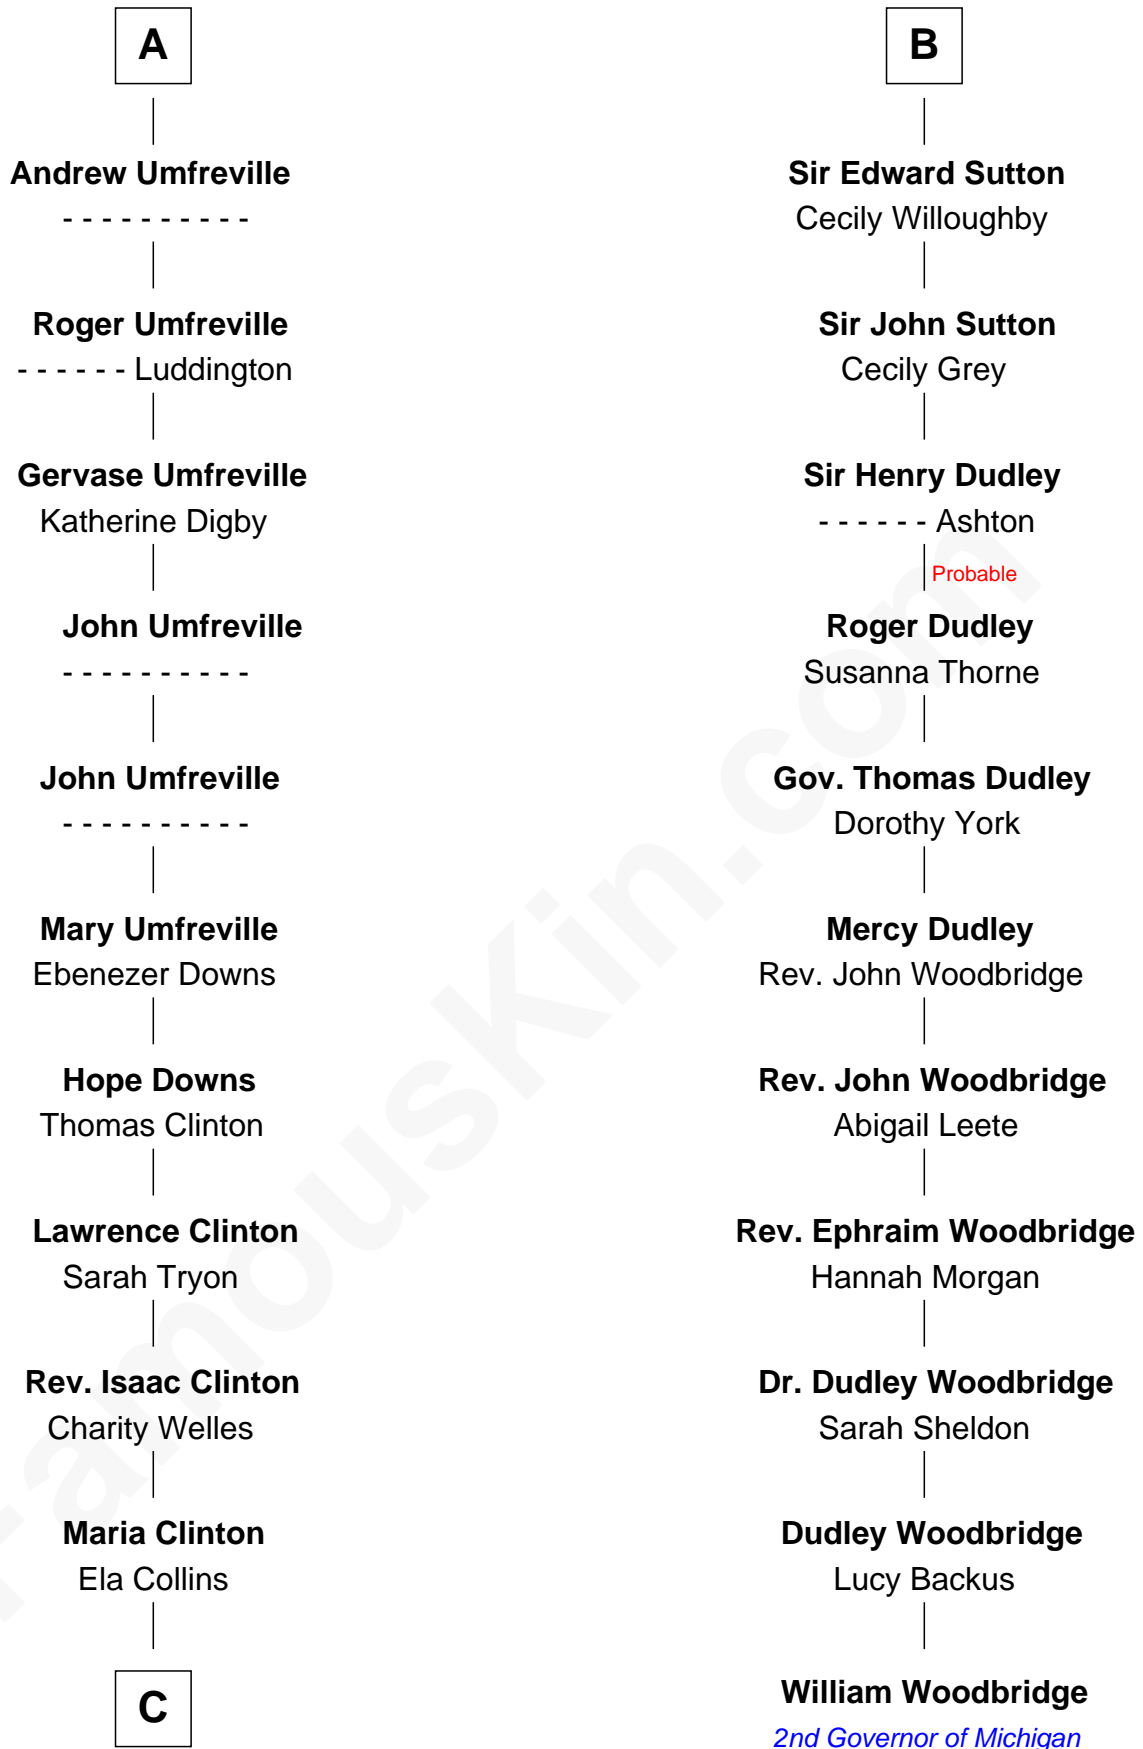 A
Andrew Umfreville
- - - - - - - - - -
Roger Umfreville
- - - - - - Luddington
Gervase Umfreville
Katherine Digby
John Umfreville
- - - - - - - - - -
John Umfreville
- - - - - - - - - -
Mary Umfreville
Ebenezer Downs
Hope Downs
Thomas Clinton
Lawrence Clinton
Sarah Tryon
Rev. Isaac Clinton
Charity Welles
Maria Clinton
Ela Collins
C
B
Sir Edward Sutton
Cecily Willoughby
Sir John Sutton
Cecily Grey
Sir Henry Dudley
- - - - - - Ashton
Probable
Roger Dudley
Susanna Thorne
Gov. Thomas Dudley
Dorothy York
Mercy Dudley
Rev. John Woodbridge
Rev. John Woodbridge
Abigail Leete
Rev. Ephraim Woodbridge
Hannah Morgan
Dr. Dudley Woodbridge
Sarah Sheldon
Dudley Woodbridge
Lucy Backus
William Woodbridge
2nd Governor of Michigan
FamousKin.com